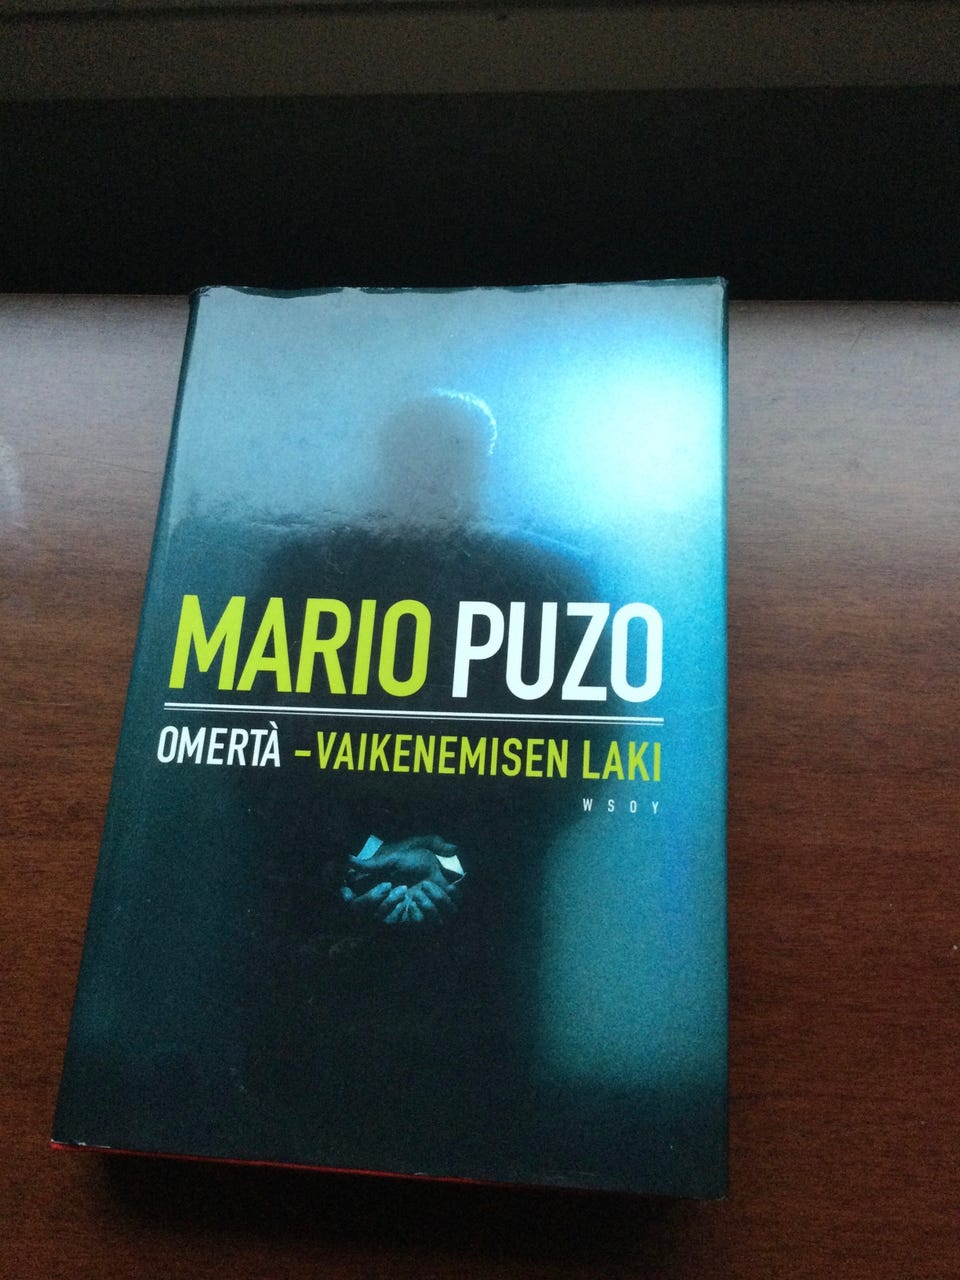 MARIO PUZO
OMERTÀ –VAIKENEMISEN LAKI
WSOY